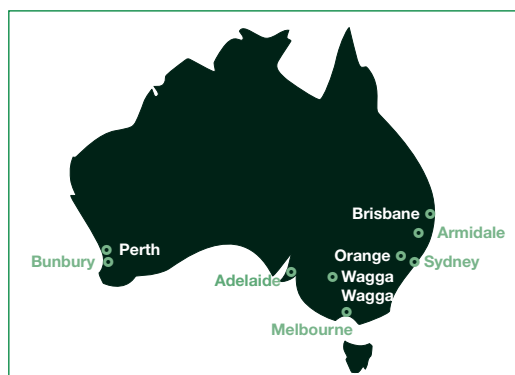 Brisbane
Armidale
Perth
Orange
Bunbury
Sydney
Adelaide
Wagga
Wagga
Melbourne